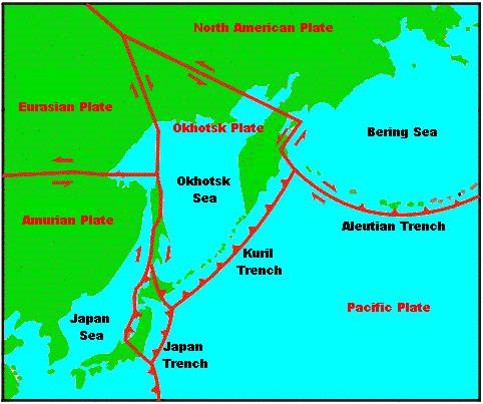 North American Plate
Eurasian Plate
Okhotsk Plate
Bering Sea
Okhotsk
Sea
Amurian Plate
Aleutian Trench
Kuril
Trench
Pacific Plate
Japan
Sea
Japan
Trench